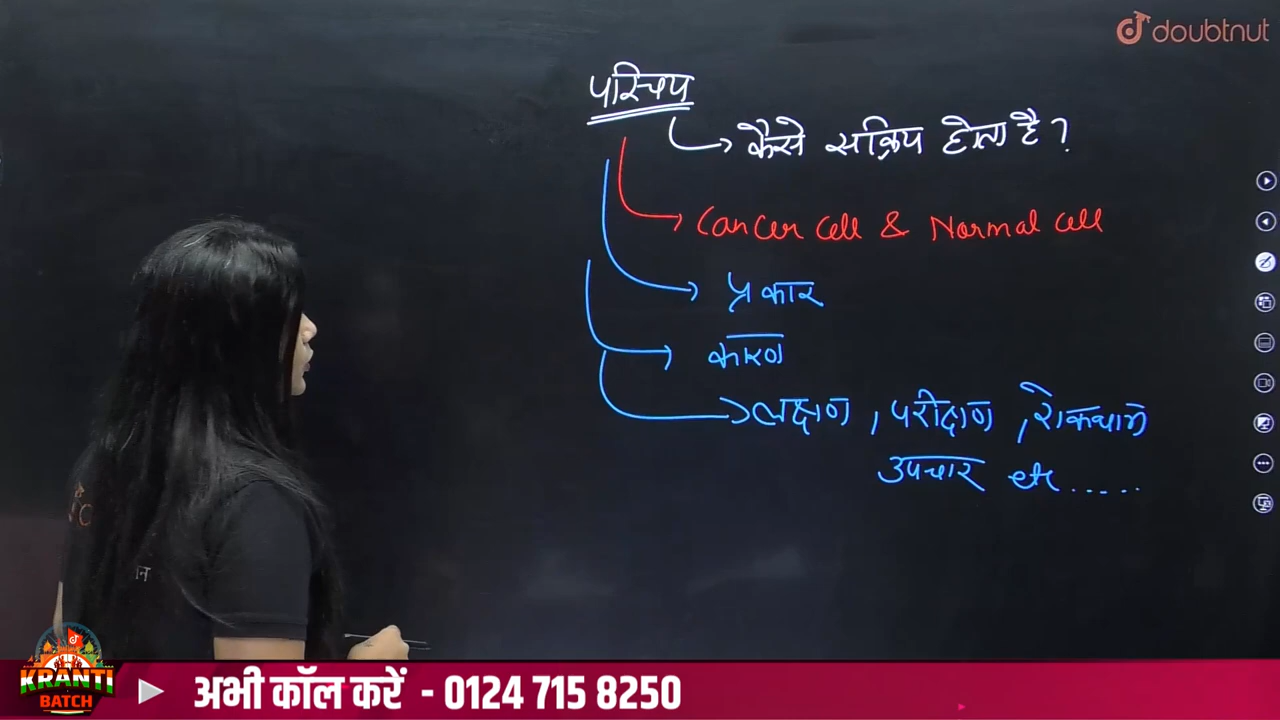 doubtnut
परिचय
कैसे सक्रिय होता है?
Cancer cell & Normal cell
प्रकार
कारण
लक्षण, परीक्षण, रोकथाम
उपचार etc......
KRANTI
BATCH
अभी कॉल करें - 0124 715 8250